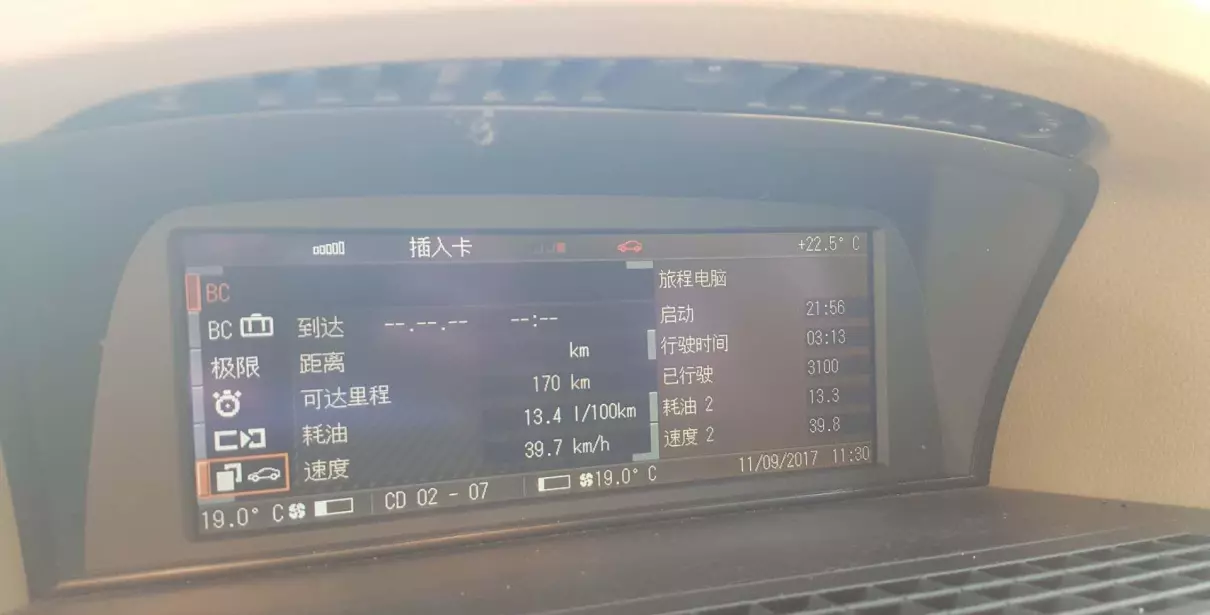 插入卡 +22.5° C
BC
BC
极限
到达 --.--.-- --:--
距离 km
可达里程 170 km
耗油 13.4 l/100km
速度 39.7 km/h
旅程电脑
启动 21:56
行驶时间 03:13
已行驶 3100
耗油 2 13.3
速度 2 39.8
19.0° C CD 02 - 07 19.0° C 11/09/2017 11:30